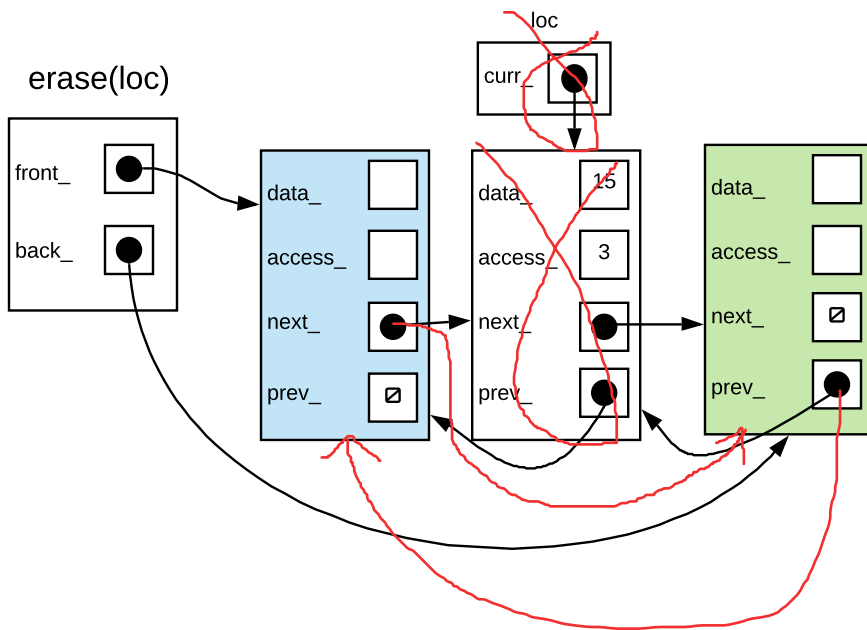 loc
curr_
erase(loc)
front_
back_
data_
access_
next_
prev_
data_ 15
access_ 3
next_
prev_
data_
access_
next_
prev_